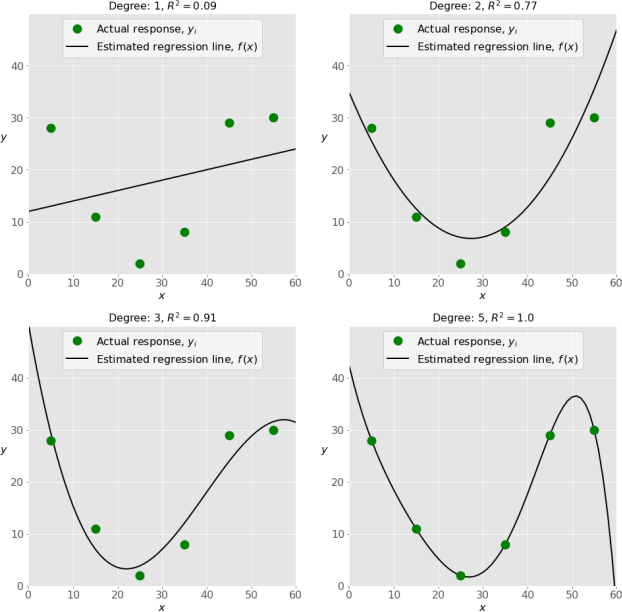 Degree: 1, R² = 0.09
Actual response, yᵢ
Estimated regression line, f(x)
y
40
30
20
10
0
0 10 20 30 40 50 60
x
Degree: 2, R² = 0.77
Actual response, yᵢ
Estimated regression line, f(x)
y
40
30
20
10
0
0 10 20 30 40 50 60
x
Degree: 3, R² = 0.91
Actual response, yᵢ
Estimated regression line, f(x)
y
40
30
20
10
0
0 10 20 30 40 50 60
x
Degree: 5, R² = 1.0
Actual response, yᵢ
Estimated regression line, f(x)
y
40
30
20
10
0
0 10 20 30 40 50 60
x